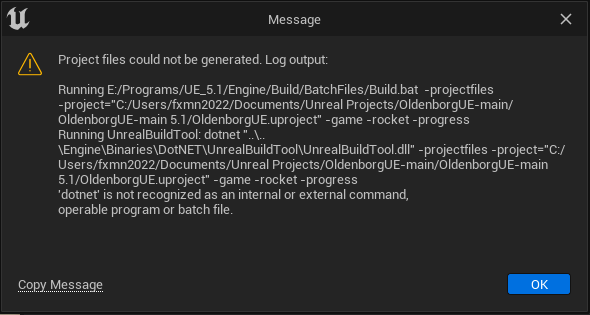 Message
Project files could not be generated. Log output:
Running E:/Programs/UE_5.1/Engine/Build/BatchFiles/Build.bat  -projectfiles
-project="C:/Users/fxmn2022/Documents/Unreal Projects/OldenborgUE-main/
OldenborgUE-main 5.1/OldenborgUE.uproject" -game -rocket -progress
Running UnrealBuildTool: dotnet "..\..
\Engine\Binaries\DotNET\UnrealBuildTool\UnrealBuildTool.dll" -projectfiles -project="C:/
Users/fxmn2022/Documents/Unreal Projects/OldenborgUE-main/OldenborgUE-main
5.1/OldenborgUE.uproject" -game -rocket -progress
'dotnet' is not recognized as an internal or external command,
operable program or batch file.
Copy Message
OK